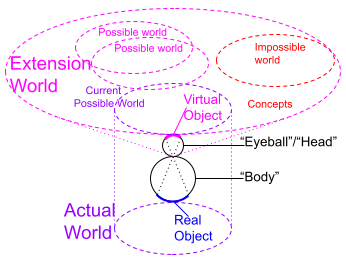 Possible world
Possible world
Impossible
world
Extension
World
Current
Possible World
Virtual
Object
Concepts
“Eyeball”/“Head”
“Body”
Actual
World
Real
Object